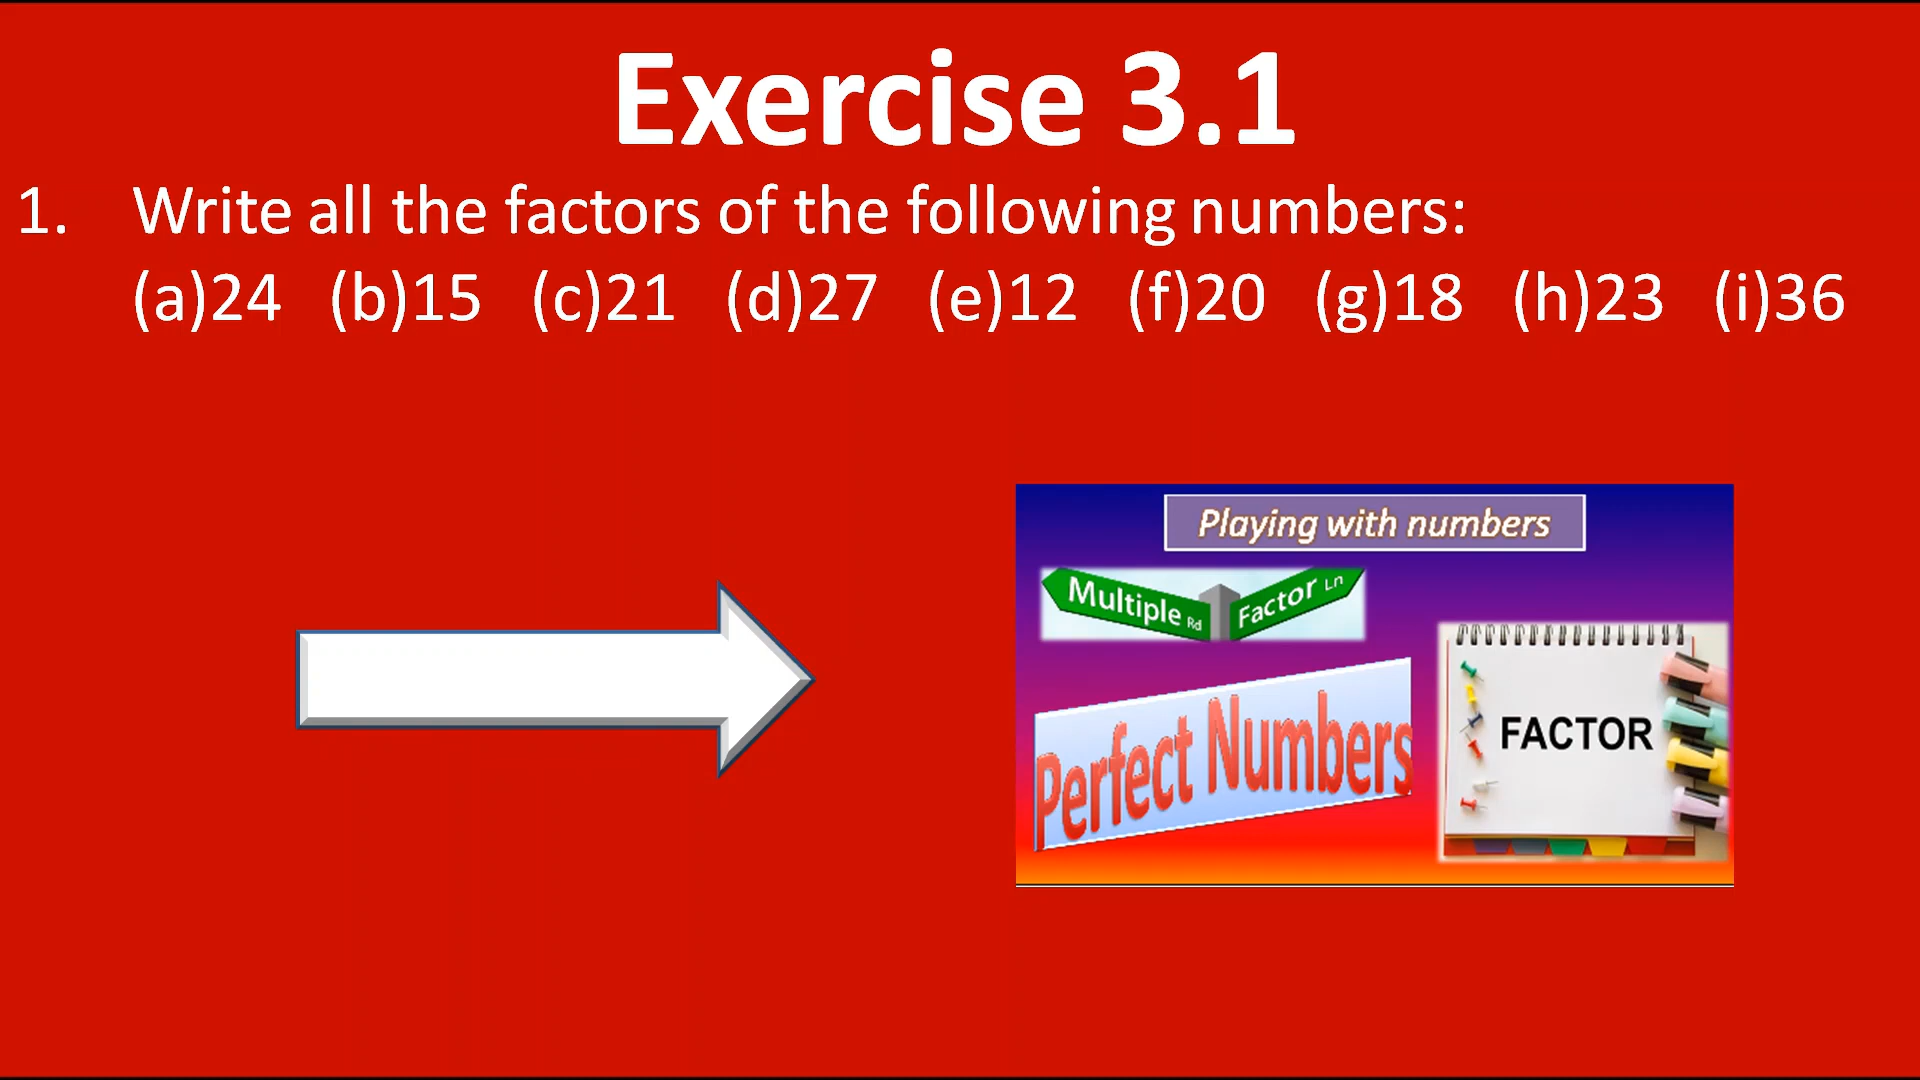 Exercise 3.1
1. Write all the factors of the following numbers:
(a)24 (b)15 (c)21 (d)27 (e)12 (f)20 (g)18 (h)23 (i)36
Playing with numbers
Multiple Rd
Factor Ln
Perfect Numbers
FACTOR